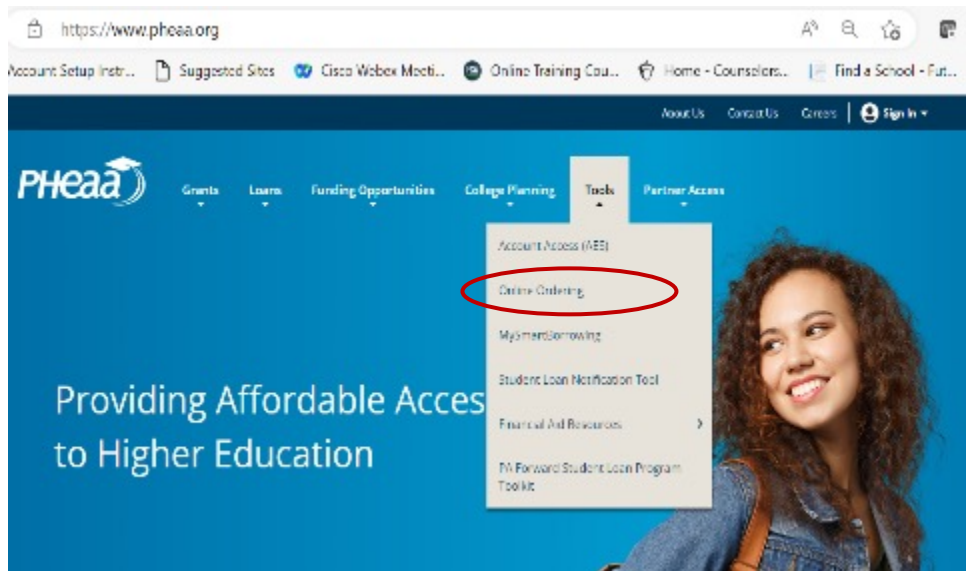 https://www.pheaa.org
Account Setup Instr... Suggested Sites Cisco Webex Meeti... Online Training Cou... Home - Counselors... Find a School - Fut...
About Us Contact Us Careers Sign In
PHEAA Grants Loans Funding Opportunities College Planning Tools Partner Access
Account Access (AES)
Online Ordering
MySmartBorrowing
Student Loan Notification Tool
Financial Aid Resources
PA Forward Student Loan Program
Toolkit
Providing Affordable Acces
to Higher Education